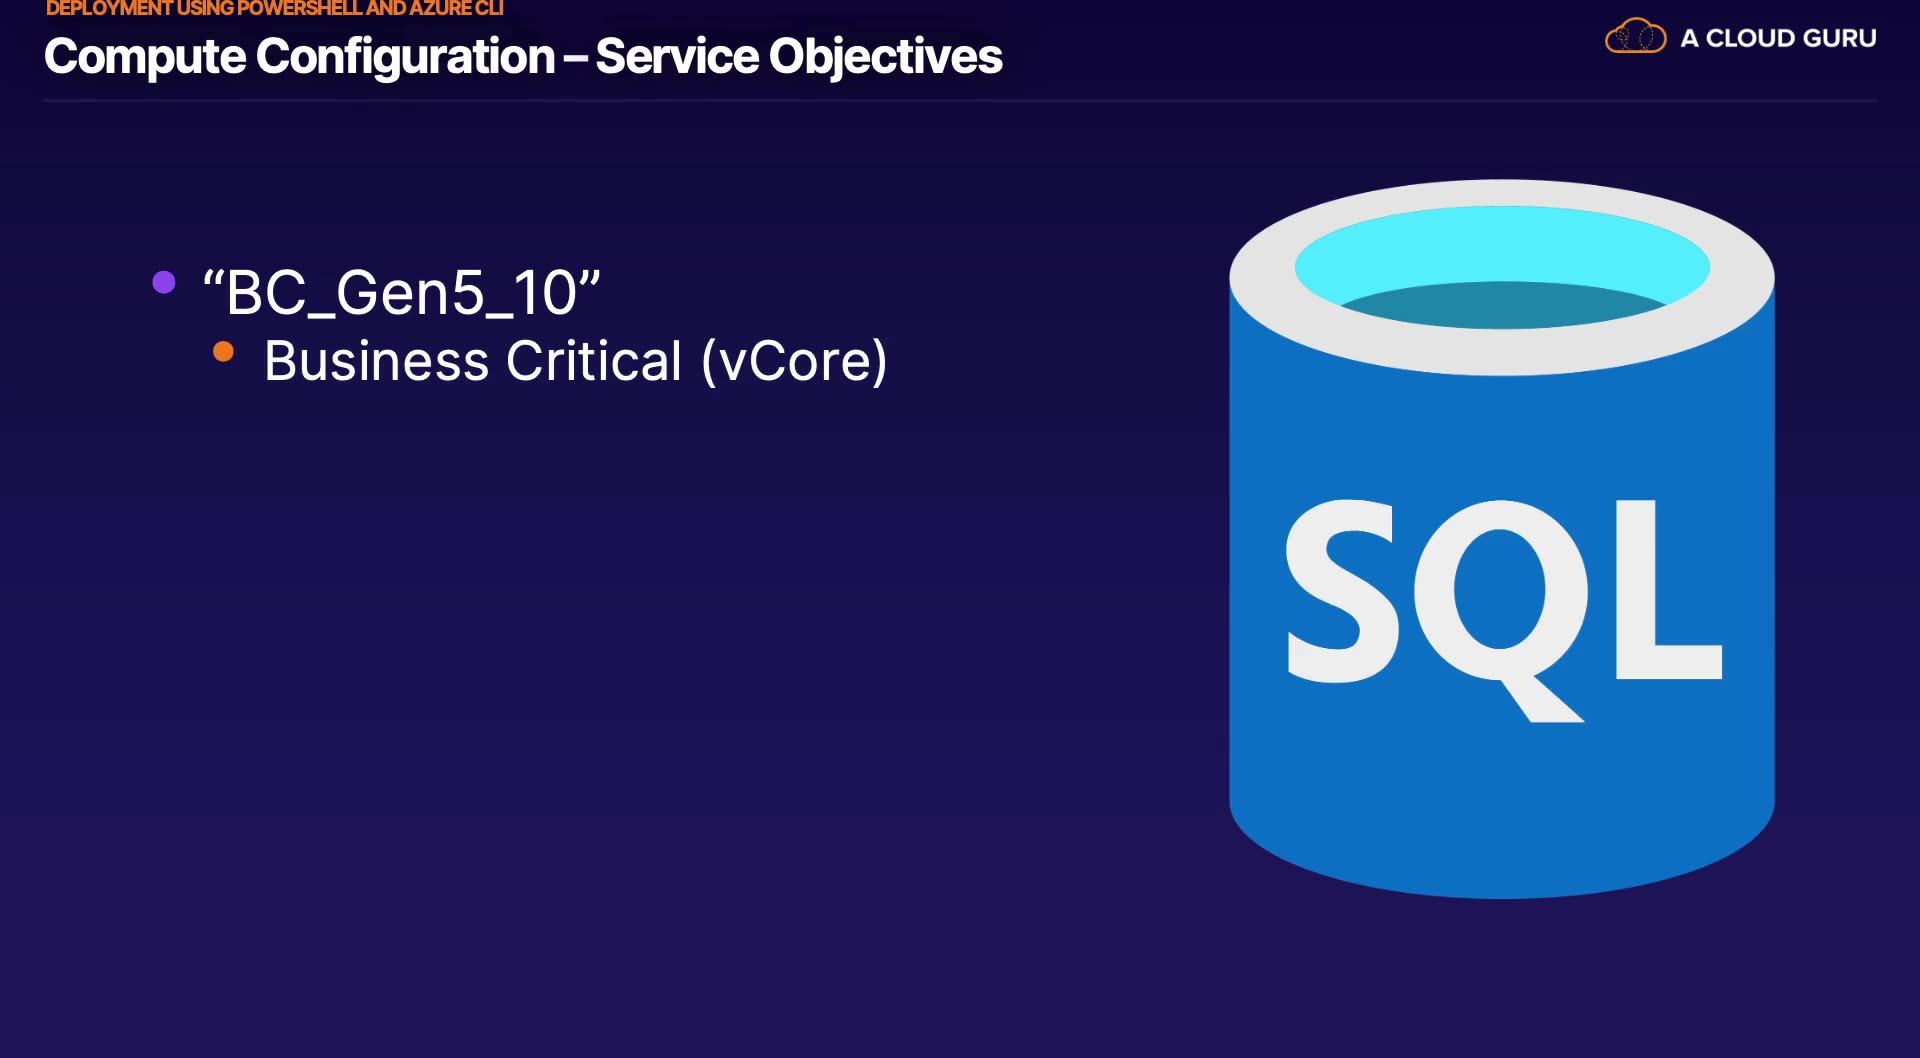 DEPLOYMENT USING POWERSHELL AND AZURE CLI
Compute Configuration – Service Objectives
A CLOUD GURU
“BC_Gen5_10”
Business Critical (vCore)
SQL